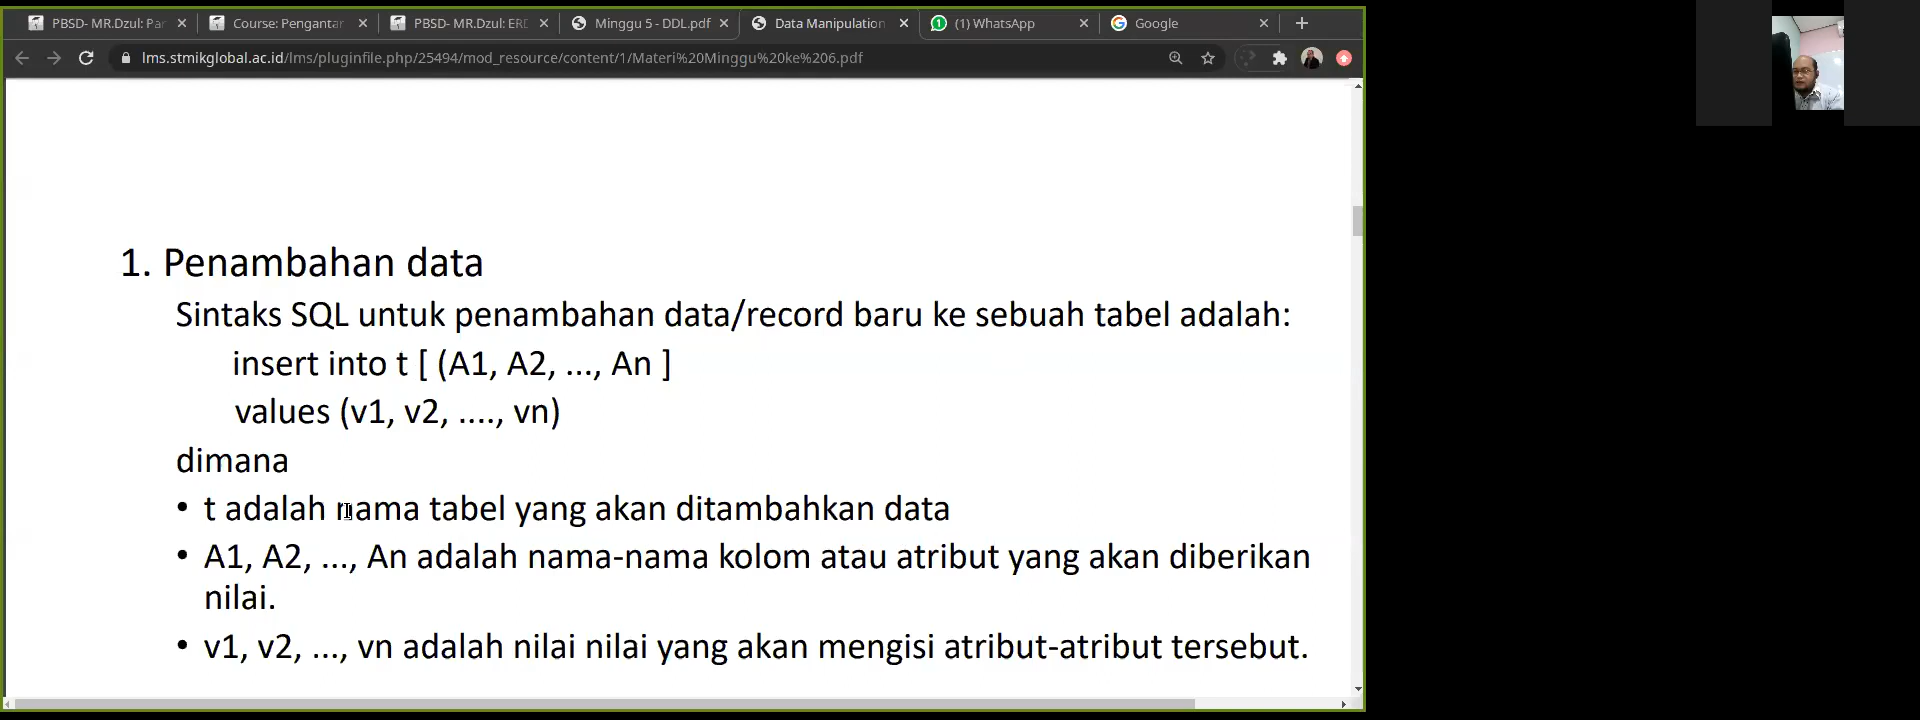 PBSD- MR.Dzul: Par
Course: Pengantar
PBSD- MR.Dzul: ERD
Minggu 5 - DDL.pdf
Data Manipulation
(1) WhatsApp
Google
lms.stmikglobal.ac.id/lms/pluginfile.php/25494/mod_resource/content/1/Materi%20Minggu%20ke%206.pdf
1. Penambahan data
Sintaks SQL untuk penambahan data/record baru ke sebuah tabel adalah:
insert into t [ (A1, A2, ..., An ]
values (v1, v2, ...., vn)
dimana
• t adalah nama tabel yang akan ditambahkan data
• A1, A2, ..., An adalah nama-nama kolom atau atribut yang akan diberikan
nilai.
• v1, v2, ..., vn adalah nilai nilai yang akan mengisi atribut-atribut tersebut.